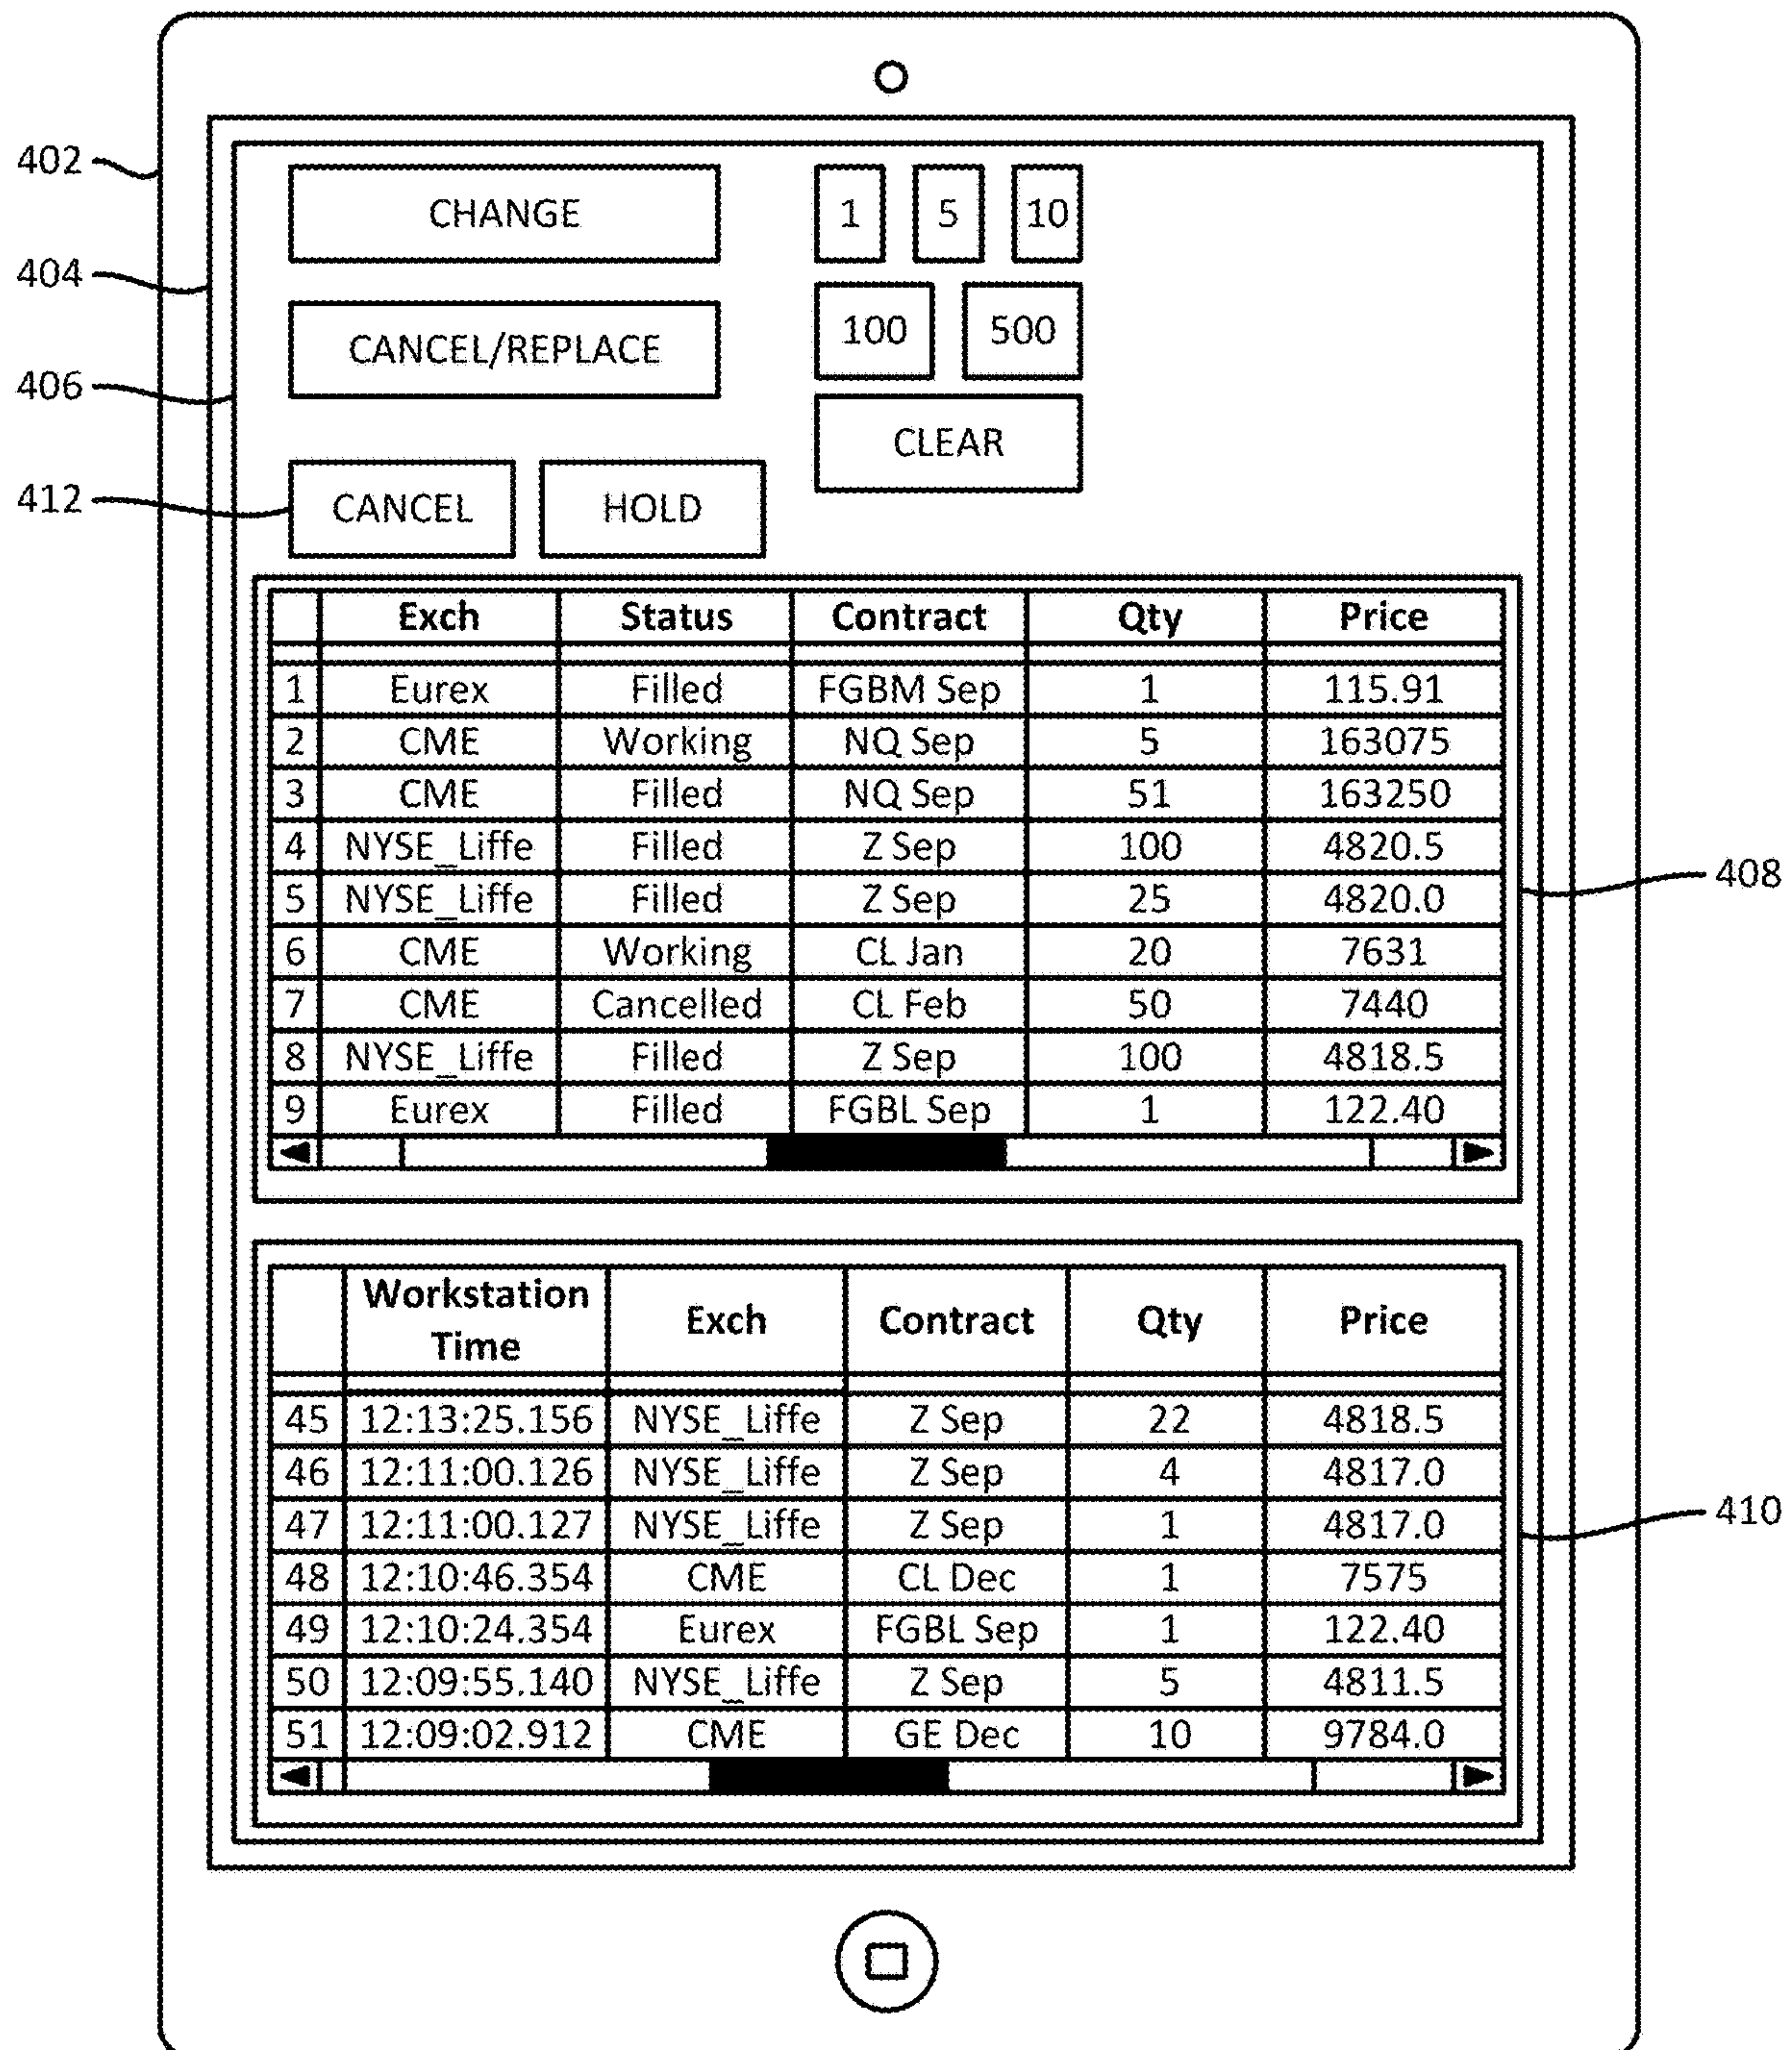 402
404
406
412
CHANGE
1 5 10
CANCEL/REPLACE
100 500
CLEAR
CANCEL HOLD
Exch Status Contract Qty Price
1 Eurex Filled FGBM Sep 1 115.91
2 CME Working NQ Sep 5 163075
3 CME Filled NQ Sep 51 163250
4 NYSE_Liffe Filled Z Sep 100 4820.5
5 NYSE_Liffe Filled Z Sep 25 4820.0
6 CME Working CL Jan 20 7631
7 CME Cancelled CL Feb 50 7440
8 NYSE_Liffe Filled Z Sep 100 4818.5
9 Eurex Filled FGBL Sep 1 122.40
408
Workstation
Time Exch Contract Qty Price
45 12:13:25.156 NYSE_Liffe Z Sep 22 4818.5
46 12:11:00.126 NYSE_Liffe Z Sep 4 4817.0
47 12:11:00.127 NYSE_Liffe Z Sep 1 4817.0
48 12:10:46.354 CME CL Dec 1 7575
49 12:10:24.354 Eurex FGBL Sep 1 122.40
50 12:09:55.140 NYSE_Liffe Z Sep 5 4811.5
51 12:09:02.912 CME GE Dec 10 9784.0
410